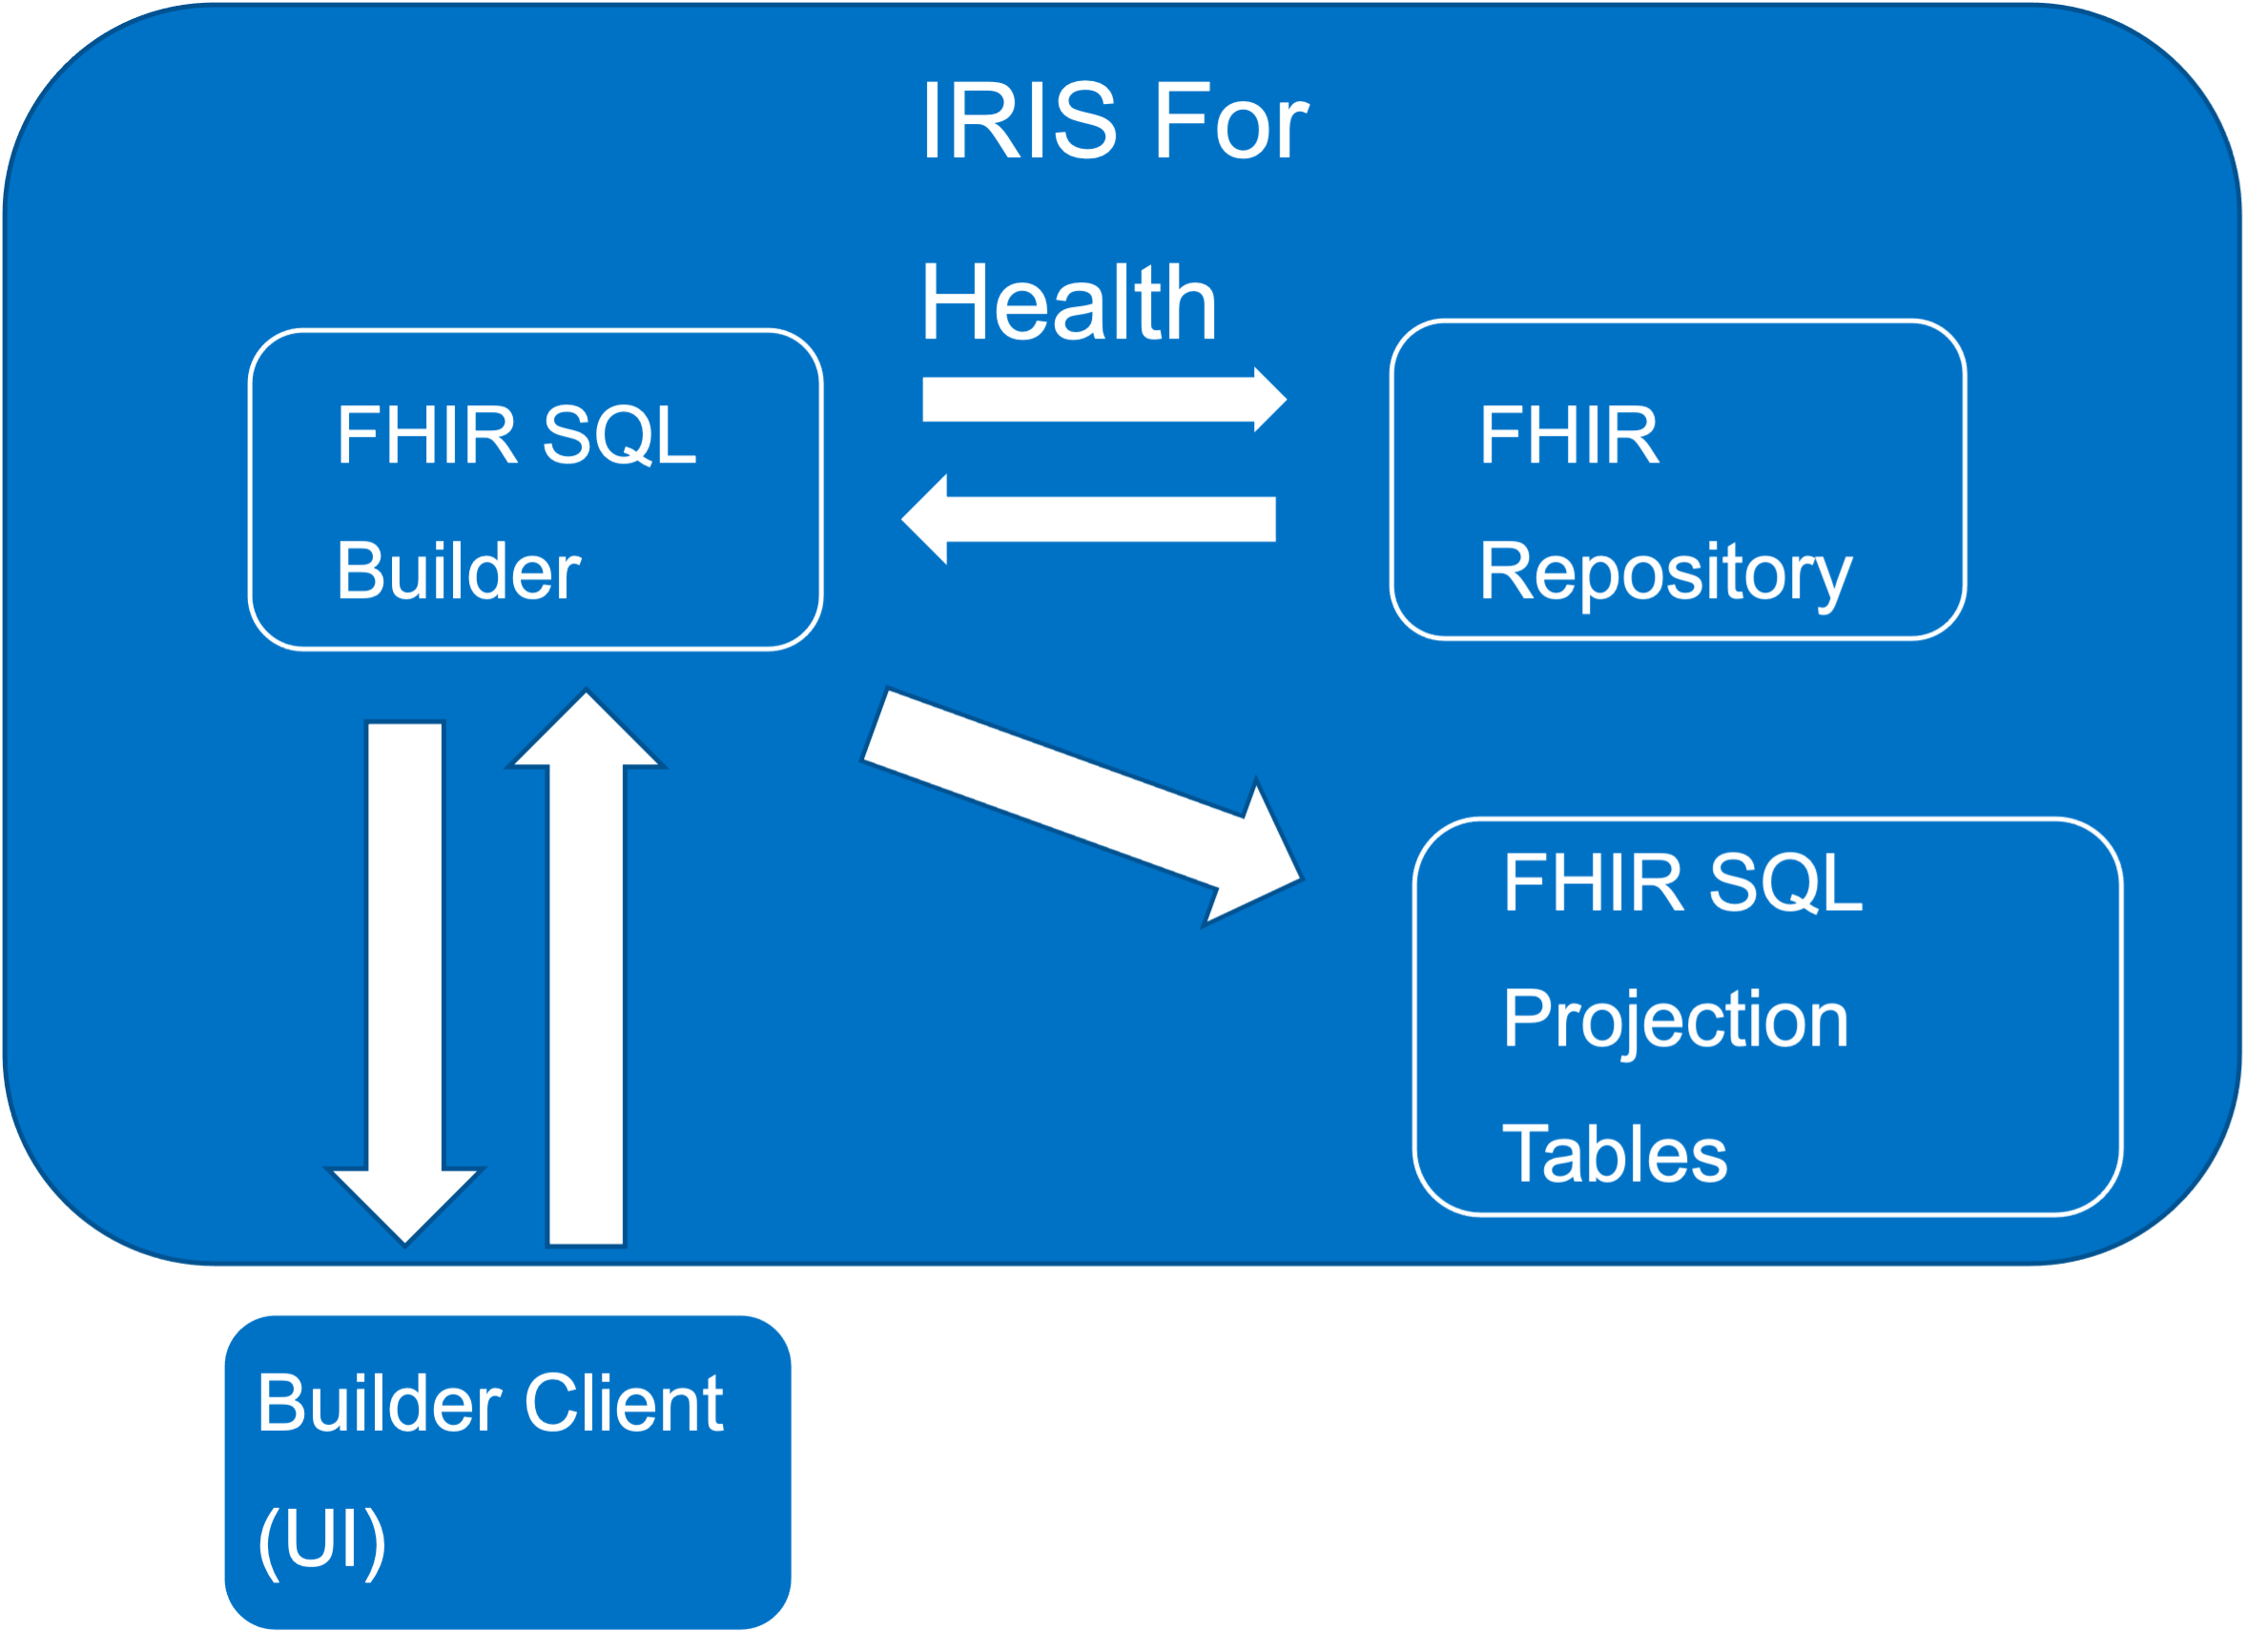 IRIS For
Health
FHIR SQL
Builder
FHIR
Repository
FHIR SQL
Projection
Tables
Builder Client
(UI)